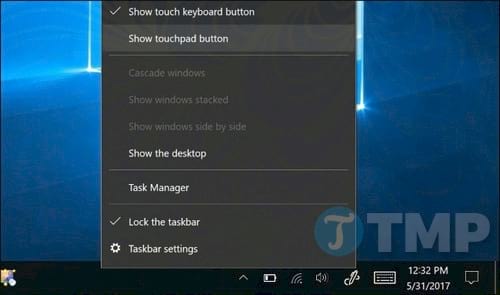 Show touch keyboard button
Show touchpad button
Cascade windows
Show windows stacked
Show windows side by side
Show the desktop
Task Manager
Lock the taskbar
Taskbar settings
TMP
12:32 PM
5/31/2017